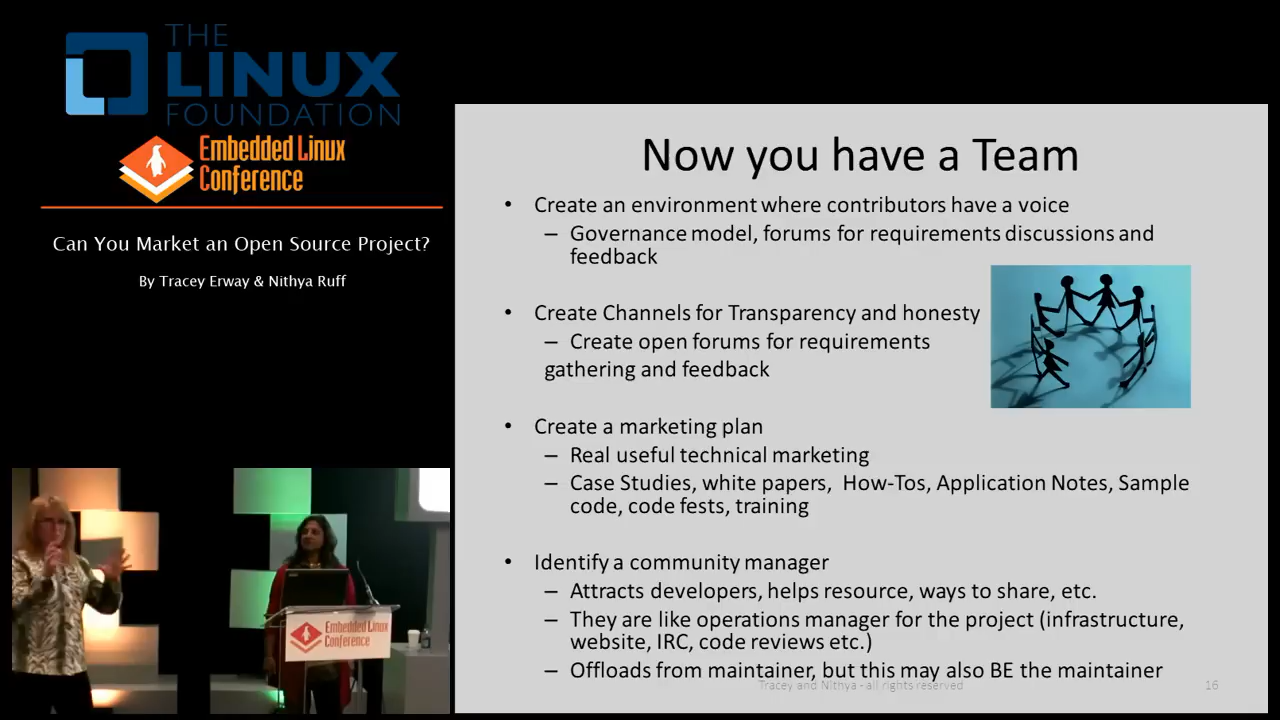 THE
LINUX
FOUNDATION
Embedded Linux
Conference
Can You Market an Open Source Project?
By Tracey Erway & Nithya Ruff
Now you have a Team
• Create an environment where contributors have a voice
– Governance model, forums for requirements discussions and
feedback
• Create Channels for Transparency and honesty
– Create open forums for requirements
gathering and feedback
• Create a marketing plan
– Real useful technical marketing
– Case Studies, white papers, How-Tos, Application Notes, Sample
code, code fests, training
• Identify a community manager
– Attracts developers, helps resource, ways to share, etc.
– They are like operations manager for the project (infrastructure,
website, IRC, code reviews etc.)
– Offloads from maintainer, but this may also BE the maintainer
Tracey and Nithya - all rights reserved
16
Embedded Linux
Conference